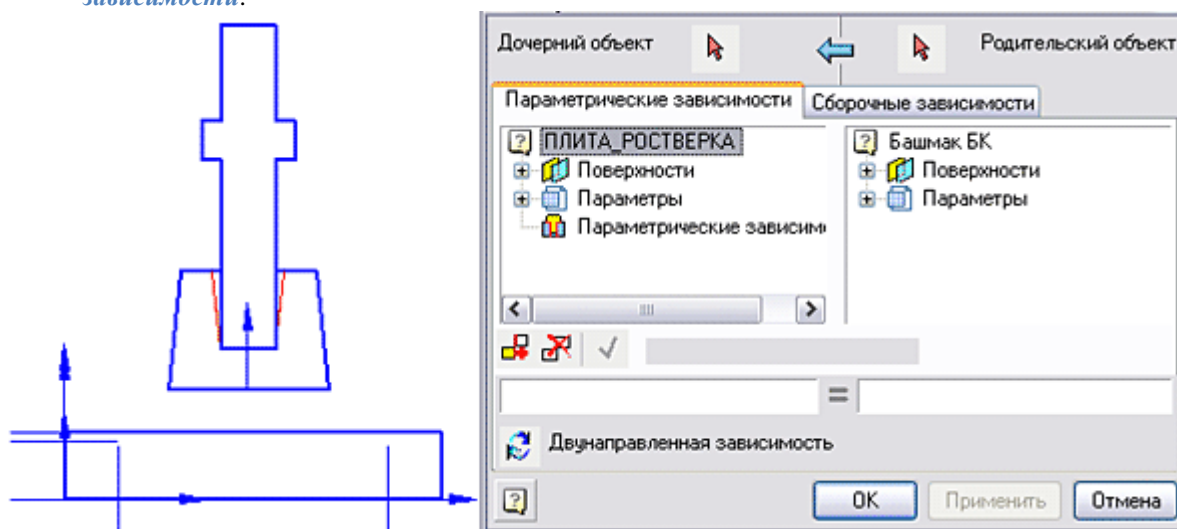 зависимости.
Дочерний объект Родительский объект
Параметрические зависимости Сборочные зависимости
ПЛИТА_РОСТВЕРКА Башмак БК
Поверхности Поверхности
Параметры Параметры
Параметрические зависим
=
Двунаправленная зависимость
OK Применить Отмена